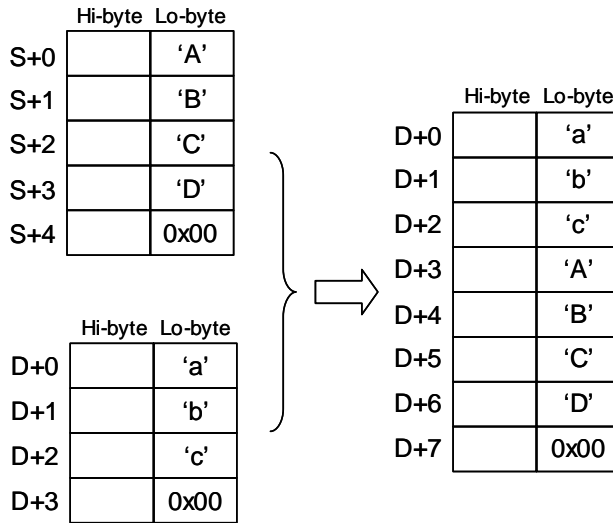 Hi-byte Lo-byte
S+0 ‘A’
S+1 ‘B’
S+2 ‘C’
S+3 ‘D’
S+4 0x00
Hi-byte Lo-byte
D+0 ‘a’
D+1 ‘b’
D+2 ‘c’
D+3 0x00
Hi-byte Lo-byte
D+0 ‘a’
D+1 ‘b’
D+2 ‘c’
D+3 ‘A’
D+4 ‘B’
D+5 ‘C’
D+6 ‘D’
D+7 0x00